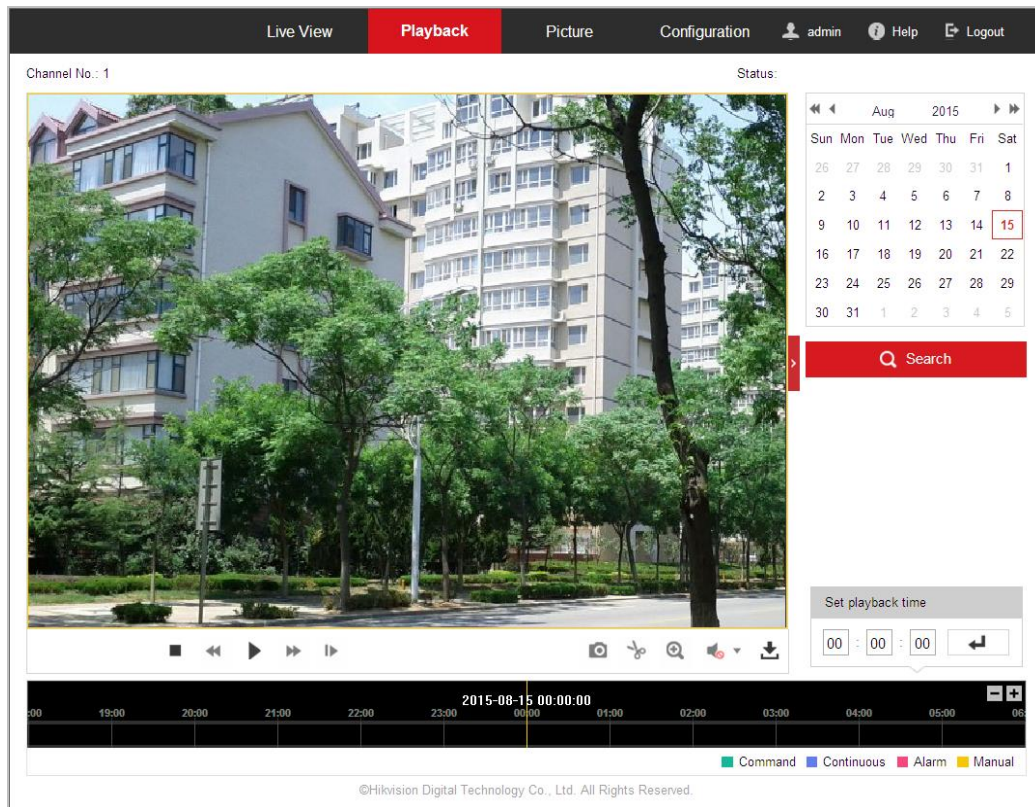 Live View Playback Picture Configuration admin Help Logout
Channel No.: 1 Status:
Aug 2015
Sun Mon Tue Wed Thu Fri Sat
26 27 28 29 30 31 1
2 3 4 5 6 7 8
9 10 11 12 13 14 15
16 17 18 19 20 21 22
23 24 25 26 27 28 29
30 31 1 2 3 4 5
Search
Set playback time
00 : 00 : 00
2015-08-15 00:00:00
:00 19:00 20:00 21:00 22:00 23:00 00:00 01:00 02:00 03:00 04:00 05:00 06:
Command Continuous Alarm Manual
©Hikvision Digital Technology Co., Ltd. All Rights Reserved.